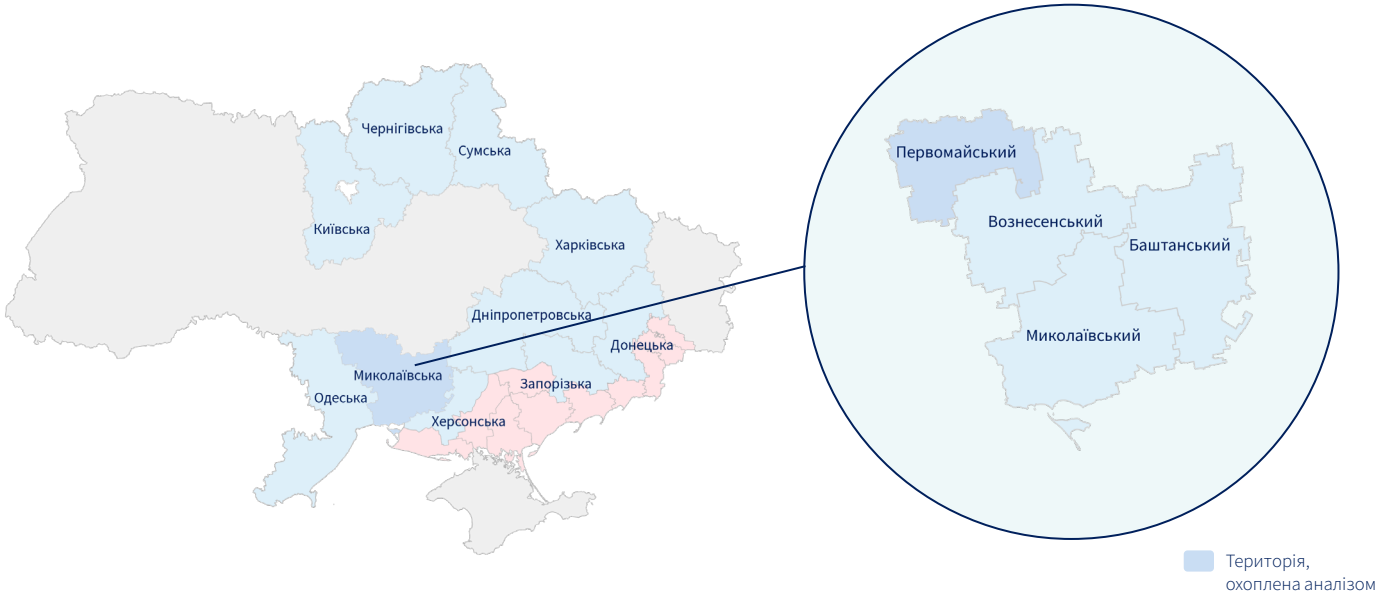 Чернігівська
Сумська
Київська
Харківська
Дніпропетровська
Донецька
Миколаївська
Запорізька
Одеська
Херсонська
Первомайський
Вознесенський
Баштанський
Миколаївський
Територія,
охоплена аналізом